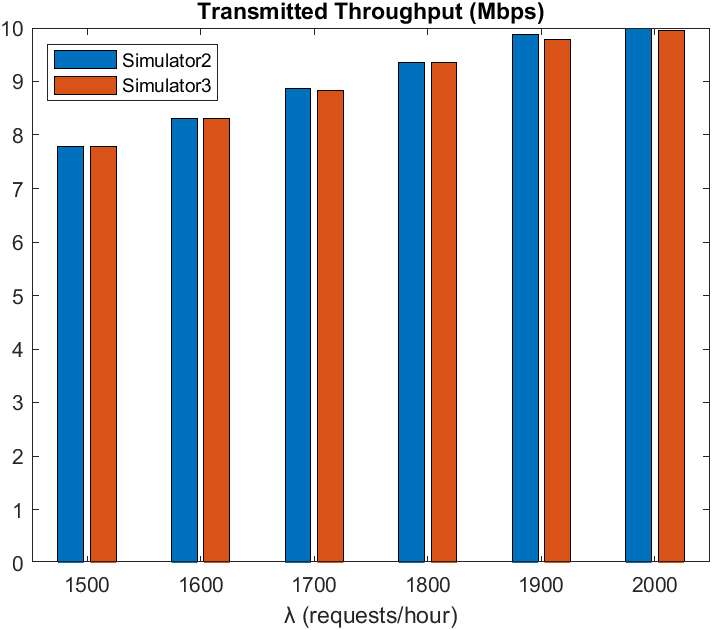 Transmitted Throughput (Mbps)
10
9
8
7
6
5
4
3
2
1
0
Simulator2
Simulator3
1500 1600 1700 1800 1900 2000
λ (requests/hour)